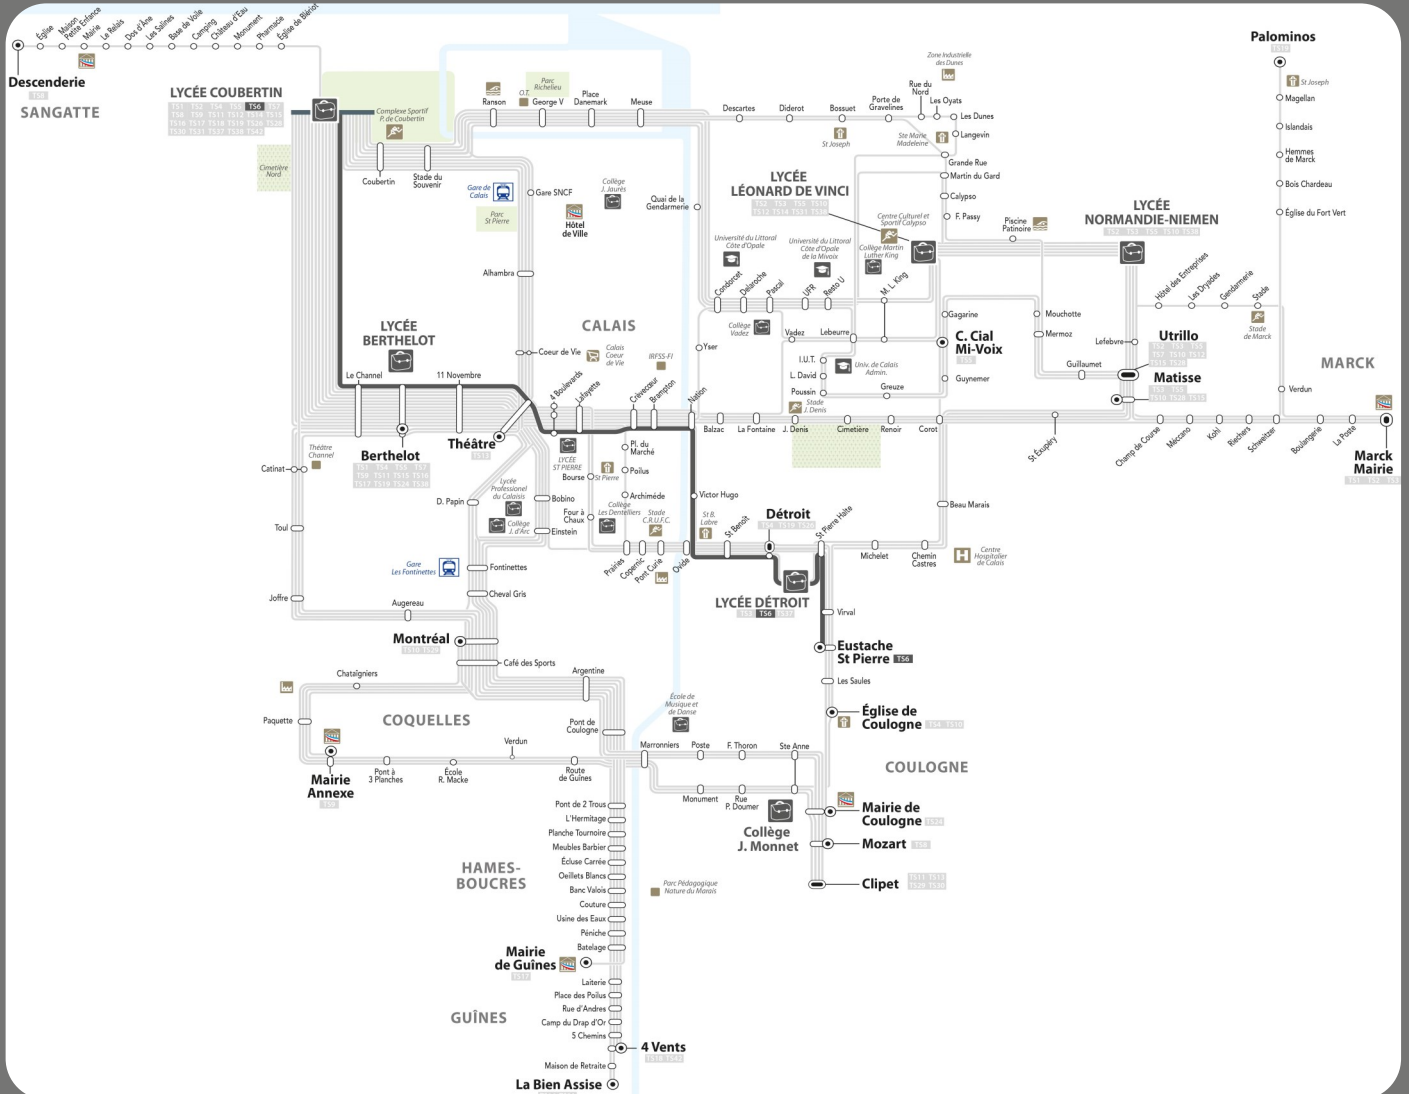 Église
Maison
Petite Enfance
Mairie
Le Relais
Dos d'Âne
Les Salines
Base de Voile
Camping
Château d'Eau
Monument
Pharmacie
Église de Blériot
Descenderie
SANGATTE
LYCÉE COUBERTIN
TS6
Complexe Sportif
P. de Coubertin
Cimetière
Nord
Coubertin
Stade du
Souvenir
Ranson
O.T.
Parc
Richelieu
George V
Place
Danemark
Meuse
Descartes
Diderot
Bossuet
St Joseph
Porte de
Gravelines
Zone Industrielle
des Dunes
Rue du
Nord
Les Oyats
Les Dunes
Ste Marie
Madeleine
Langevin
Grande Rue
Martin du Gard
Calypso
F. Passy
Palominos
TS19
St Joseph
Magellan
Islandais
Hemmes
de Marck
Bois Chardeau
Église du Fort Vert
Gare de
Calais
Gare SNCF
Parc
St Pierre
Collège
J. Jaurès
Hôtel
de Ville
Quai de la
Gendarmerie
LYCÉE
LÉONARD DE VINCI
Centre Culturel et
Sportif Calypso
Collège Martin
Luther King
Université du Littoral
Côte d'Opale
Université du Littoral
Côte d'Opale
de la Mivoix
Piscine
Patinoire
LYCÉE
NORMANDIE-NIEMEN
Alhambra
Condorcet
Delaroche
Pascal
UFR
Resto U
M. L. King
Hôtel des Entreprises
Les Dryades
Gendarmerie
Stade
Stade
de Marck
LYCÉE
BERTHELOT
CALAIS
Collège
Vadez
Vadez
Lebeurre
Gagarine
C. Cial
Mi-Voix
Mouchotte
Mermoz
Lefebvre
Utrillo
Guillaumet
Matisse
MARCK
Coeur de Vie
Calais
Coeur
de Vie
IRFSS-FI
Yser
I.U.T.
L. David
Poussin
Univ. de Calais
Admin.
Greuze
Guynemer
Verdun
Le Channel
11 Novembre
4 Boulevards
Lafayette
Crèvecœur
Brampton
Nation
Balzac
La Fontaine
Stade
J. Denis
J. Denis
Cimetière
Renoir
Corot
St Exupéry
Champ de Course
Méccano
Kohl
Riechers
Schweitzer
Boulangerie
La Poste
Marck
Mairie
Théâtre
Channel
Berthelot
Théâtre
TS13
Catinat
LYCÉE
ST PIERRE
Bourse
St Pierre
Pl. du
Marché
Poilus
Archimède
Lycée
Professionel
du Calaisis
Collège
J. d'Arc
D. Papin
Bobino
Einstein
Four à
Chaux
Collège
Les Dentelliers
Stade
C.R.U.F.C.
Victor Hugo
St B.
Labre
St Benoît
Détroit
St Pierre Halte
Beau Marais
Toul
Prairies
Copernic
Pont Curie
Ovide
Michelet
Chemin
Castres
Centre
Hospitalier
de Calais
Gare
Les Fontinettes
Fontinettes
Cheval Gris
LYCÉE DÉTROIT
TS6
Virval
Joffre
Augereau
Montréal
Café des Sports
Eustache
St Pierre TS6
Les Saules
Chataîgniers
Argentine
Paquette
COQUELLES
Pont de
Coulogne
École de
Musique et
de Danse
Église de
Coulogne
Verdun
Marronniers
Poste
F. Thoron
Ste Anne
COULOGNE
Mairie
Annexe
Pont à
3 Planches
École
R. Macke
Route
de Guînes
Monument
Rue
P. Doumer
Collège
J. Monnet
Mairie de
Coulogne
Mozart
Clipet
Pont de 2 Trous
L'Hermitage
Planche Tournoire
Meubles Barbier
Écluse Carrée
Oeillets Blancs
Banc Valois
Couture
Usine des Eaux
Péniche
Batelage
HAMES-
BOUCRES
Parc Pédagogique
Nature du Marais
Mairie
de Guînes
TS17
Laiterie
Place des Poilus
Rue d'Andres
Camp du Drap d'Or
5 Chemins
GUÎNES
4 Vents
TS18 TS42
Maison de Retraite
La Bien Assise